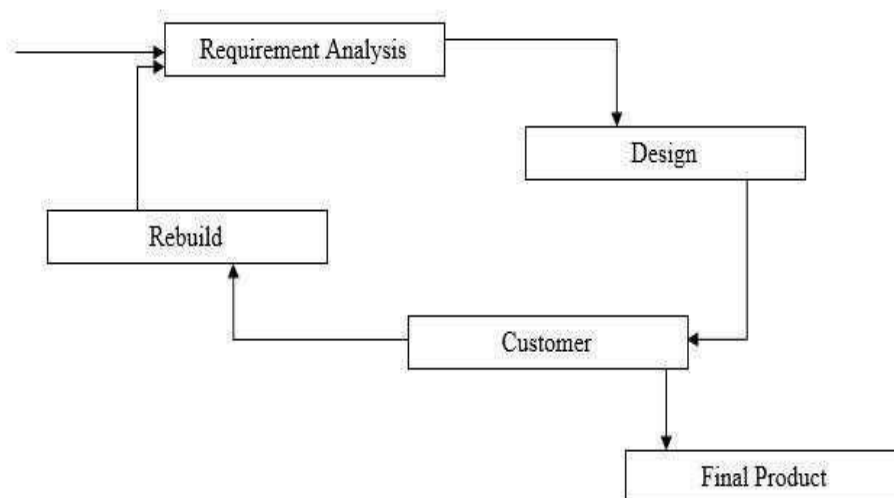 Requirement Analysis
Design
Rebuild
Customer
Final Product